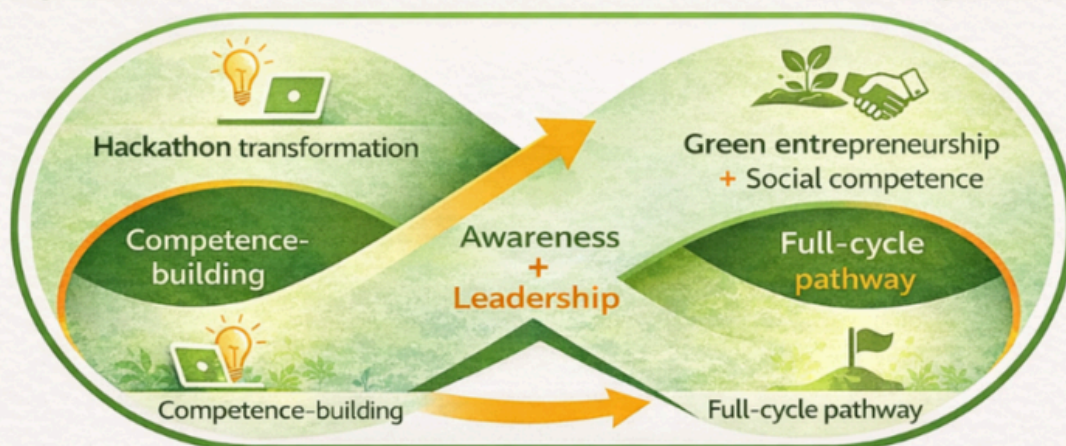 Hackathon transformation
Green entrepreneurship
+ Social competence
Competence-
building
Awareness
+
Leadership
Full-cycle
pathway
Competence-building
Full-cycle pathway